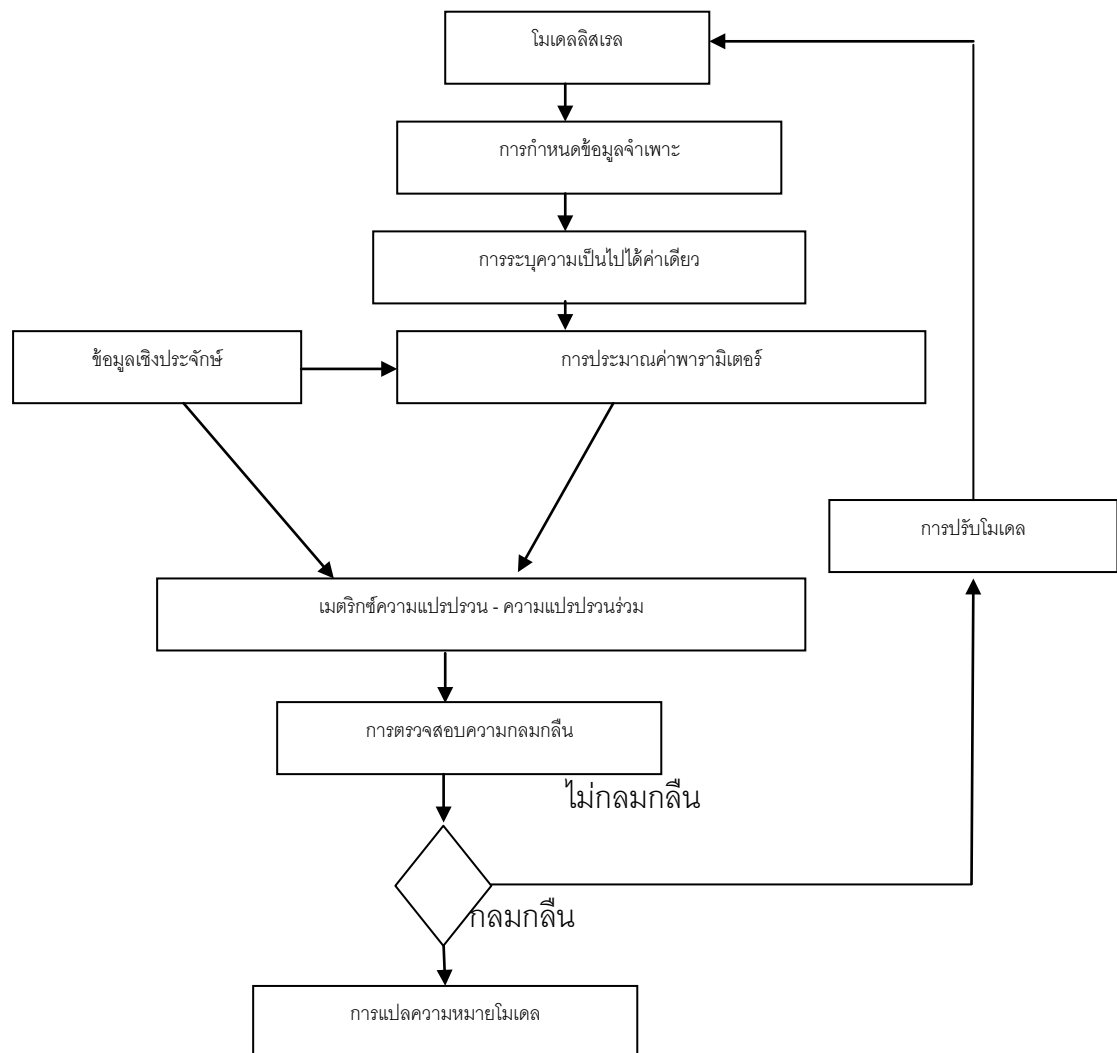 โมเดลลิสเรล
การกำหนดข้อมูลจำเพาะ
การระบุความเป็นไปได้ค่าเดียว
ข้อมูลเชิงประจักษ์
การประมาณค่าพารามิเตอร์
การปรับโมเดล
เมตริกซ์ความแปรปรวน - ความแปรปรวนร่วม
การตรวจสอบความกลมกลืน
ไม่กลมกลืน
กลมกลืน
การแปลความหมายโมเดล